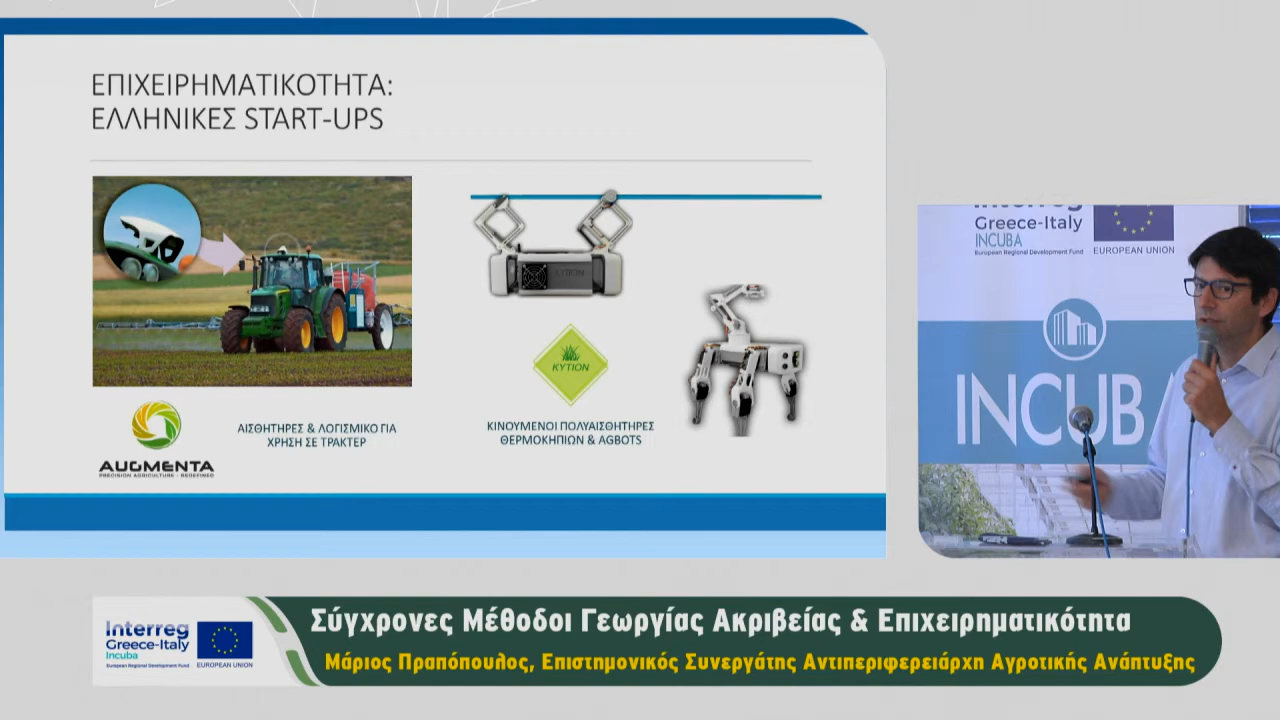 ΕΠΙΧΕΙΡΗΜΑΤΙΚΟΤΗΤΑ:
ΕΛΛΗΝΙΚΕΣ START-UPS
KYTION
KYTION
AUGMENTA
PRECISION AGRICULTURE - REDEFINED
ΑΙΣΘΗΤΗΡΕΣ & ΛΟΓΙΣΜΙΚΟ ΓΙΑ
ΧΡΗΣΗ ΣΕ ΤΡΑΚΤΕΡ
ΚΙΝΟΥΜΕΝΟΙ ΠΟΛΥΑΙΣΘΗΤΗΡΕΣ
ΘΕΡΜΟΚΗΠΙΩΝ & AGBOTS
Interreg
Greece-Italy
INCUBA
European Regional Development Fund
EUROPEAN UNION
INCUBA
Interreg
Greece-Italy
Incuba
European Regional Development Fund
EUROPEAN UNION
Σύγχρονες Μέθοδοι Γεωργίας Ακριβείας & Επιχειρηματικότητα
Μάριος Πραπόπουλος, Επιστημονικός Συνεργάτης Αντιπεριφερειάρχη Αγροτικής Ανάπτυξης